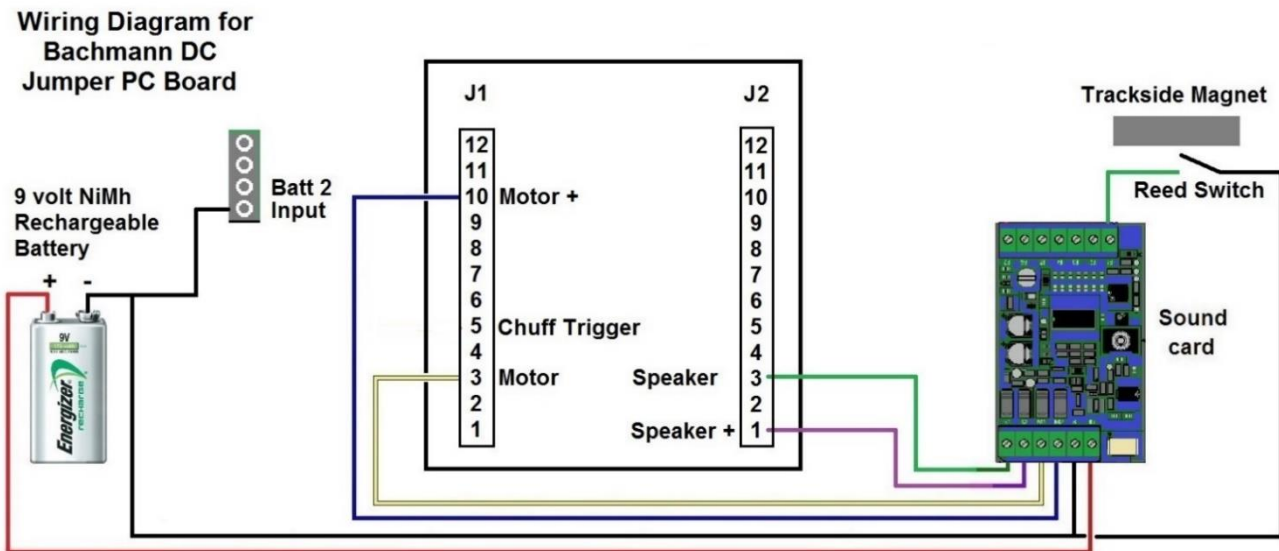 Wiring Diagram for
Bachmann DC
Jumper PC Board
9 volt NiMh
Rechargeable
Battery
+ -
9V
Energizer
recharge
Batt 2
Input
J1
12
11
10 Motor +
9
8
7
6
5 Chuff Trigger
4
3 Motor
2
1
J2
12
11
10
9
8
7
6
5
4
Speaker 3
2
Speaker + 1
Trackside Magnet
Reed Switch
Sound
card